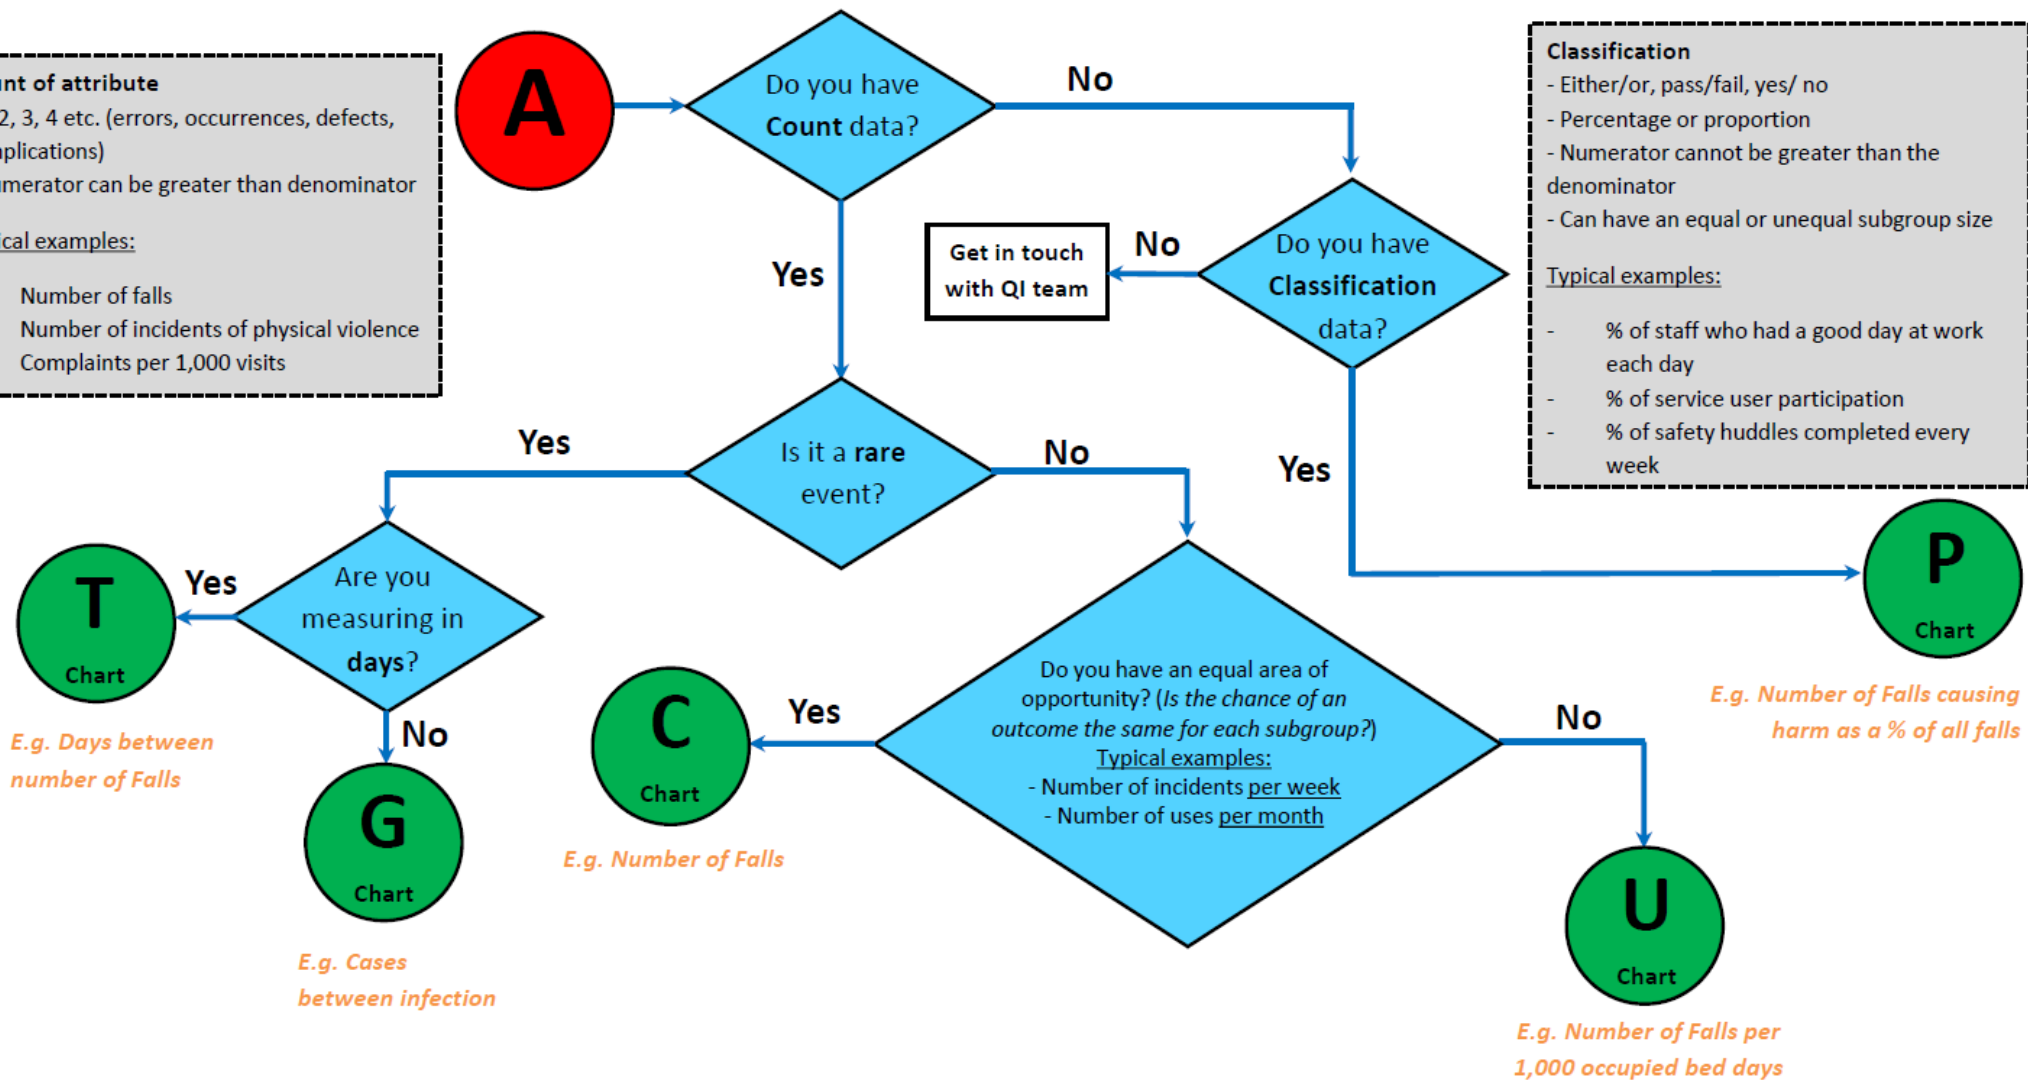 of attribute
2, 3, 4 etc. (errors, occurrences, defects,
can be greater than denominator
examples:
Number of falls
Number of incidents of physical violence
Complaints per 1,000 visits
A
Do you have
Count data?
No
Yes
Classification
- Either/or, pass/fail, yes/ no
- Percentage or proportion
- Numerator cannot be greater than the
denominator
- Can have an equal or unequal subgroup size
Typical examples:
- % of staff who had a good day at work
each day
- % of service user participation
- % of safety huddles completed every
week
Get in touch
with QI team
No
Do you have
Classification
data?
Yes
Yes
Is it a rare
event?
No
T
Chart
Yes
Are you
measuring in
days?
No
E.g. Days between
number of Falls
G
Chart
E.g. Cases
between infection
C
Chart
Yes
E.g. Number of Falls
Do you have an equal area of
opportunity? (Is the chance of an
outcome the same for each subgroup?)
Typical examples:
- Number of incidents per week
- Number of uses per month
No
P
Chart
E.g. Number of Falls causing
harm as a % of all falls
U
Chart
E.g. Number of Falls per
1,000 occupied bed days